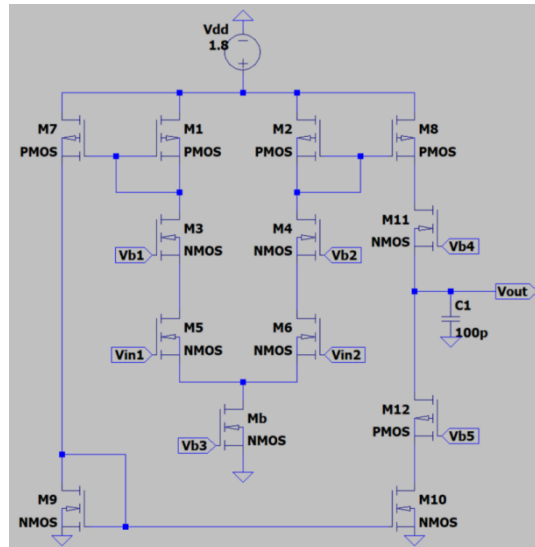 Vdd
1.8
M7
PMOS
M1
PMOS
M2
PMOS
M8
PMOS
M3
NMOS
Vb1
M4
NMOS
Vb2
M11
NMOS
Vb4
Vout
C1
100p
M5
NMOS
Vin1
M6
NMOS
Vin2
Mb
NMOS
Vb3
M12
PMOS
Vb5
M9
NMOS
M10
NMOS